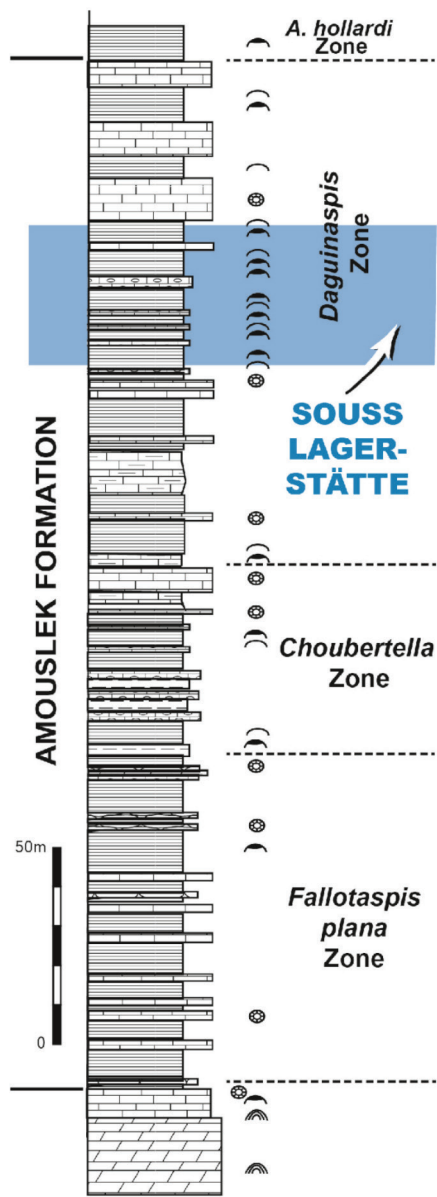 A. hollardi
Zone
Daguinaspis
Zone
SOUSS
LAGER-
STÄTTE
AMOUSLEK FORMATION
Choubertella
Zone
50m
0
Fallotaspis
plana
Zone